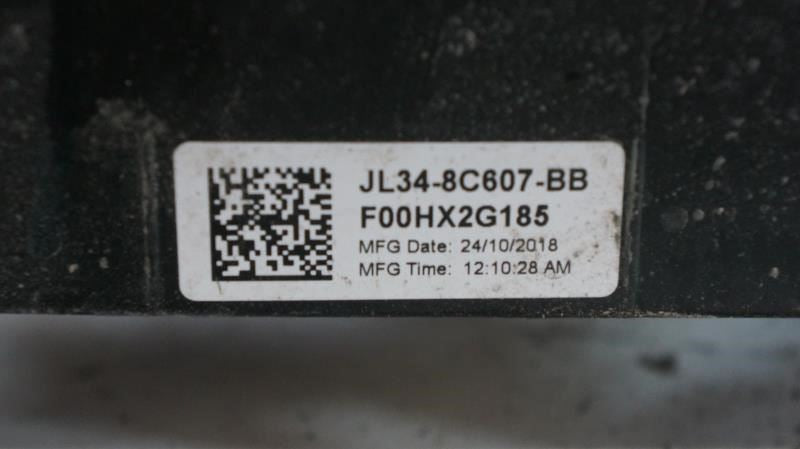 JL34-8C607-BB
F00HX2G185
MFG Date: 24/10/2018
MFG Time: 12:10:28 AM